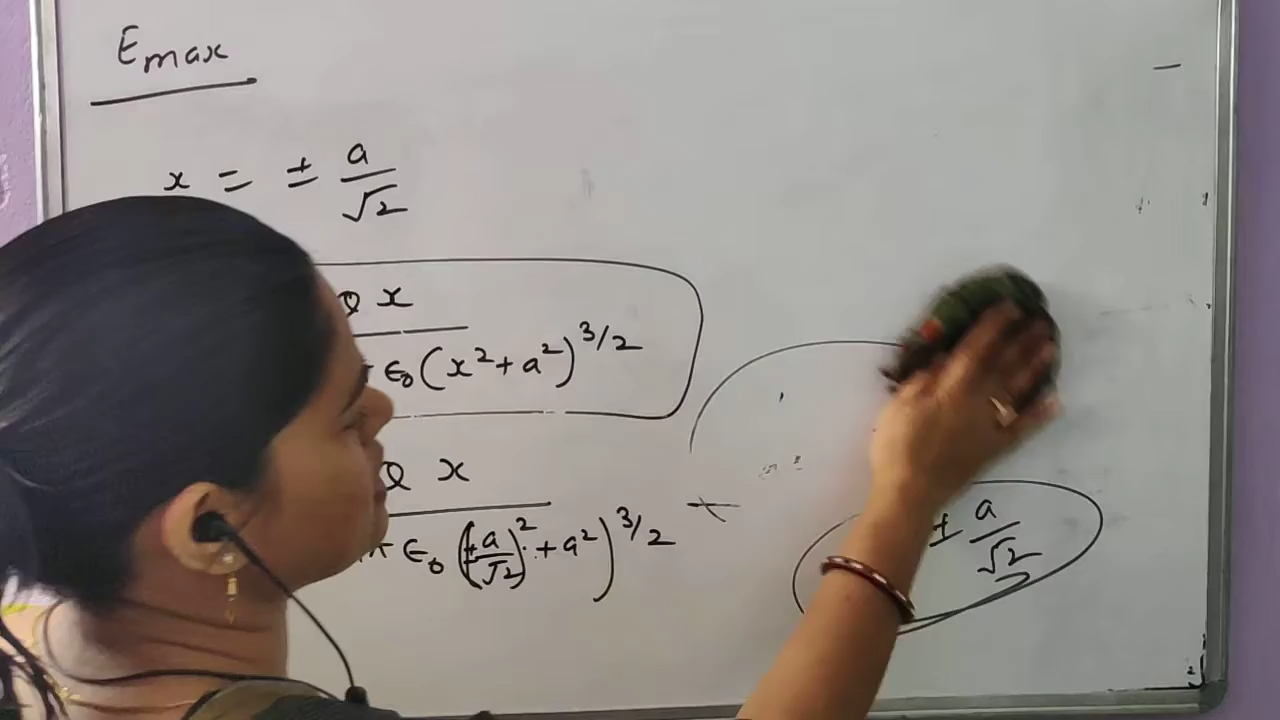 Emax
x = ± a/√2
Q x
ε₀(x² + a²)^3/2
Q x
π ε₀ ((±a/√2)² + a²)^3/2
± a/√2